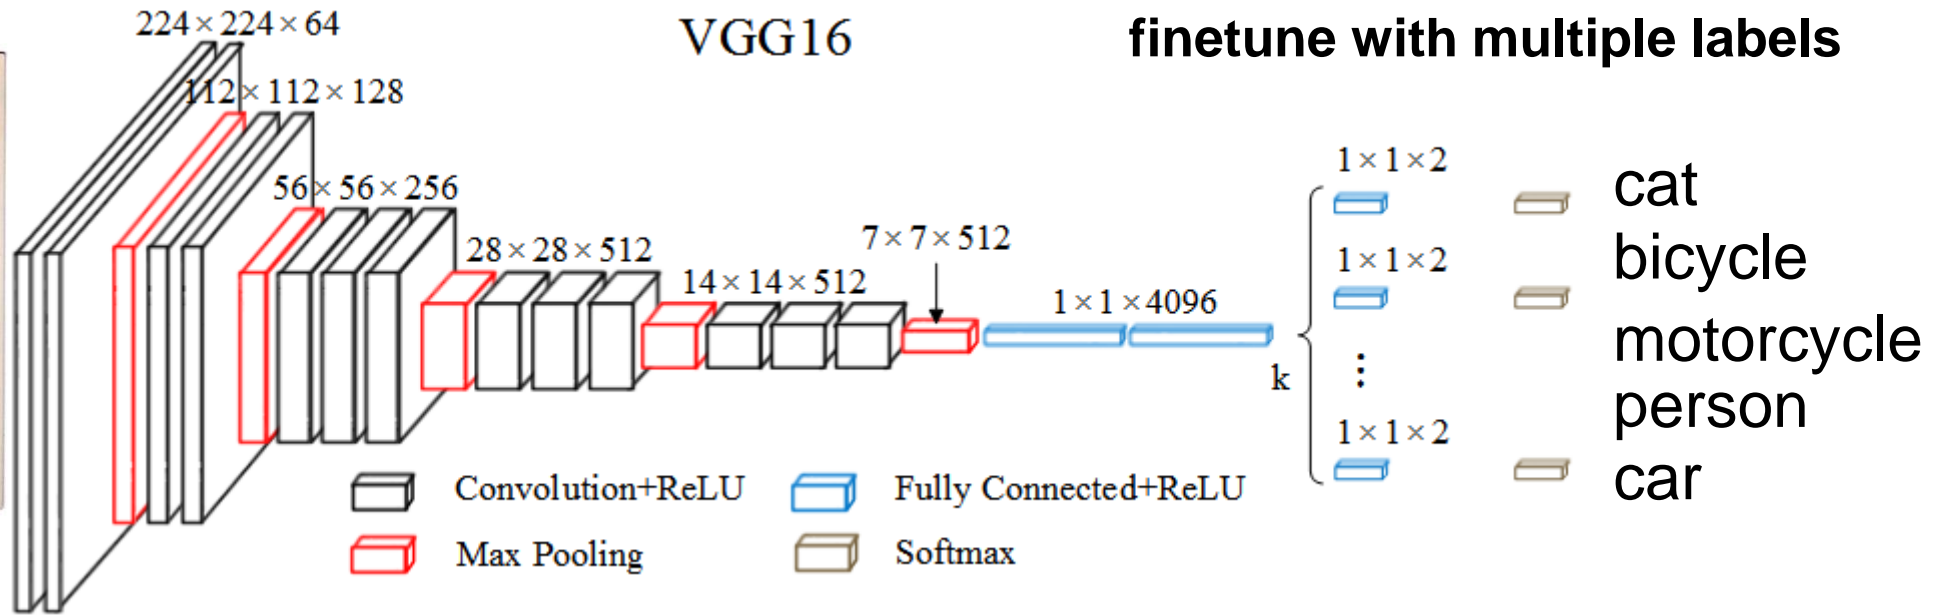 VGG16
finetune with multiple labels
224×224×64
112×112×128
56×56×256
28×28×512
14×14×512
7×7×512
1×1×4096
k
1×1×2
1×1×2
⋮
1×1×2
cat
bicycle
motorcycle
person
car
Convolution+ReLU
Fully Connected+ReLU
Max Pooling
Softmax